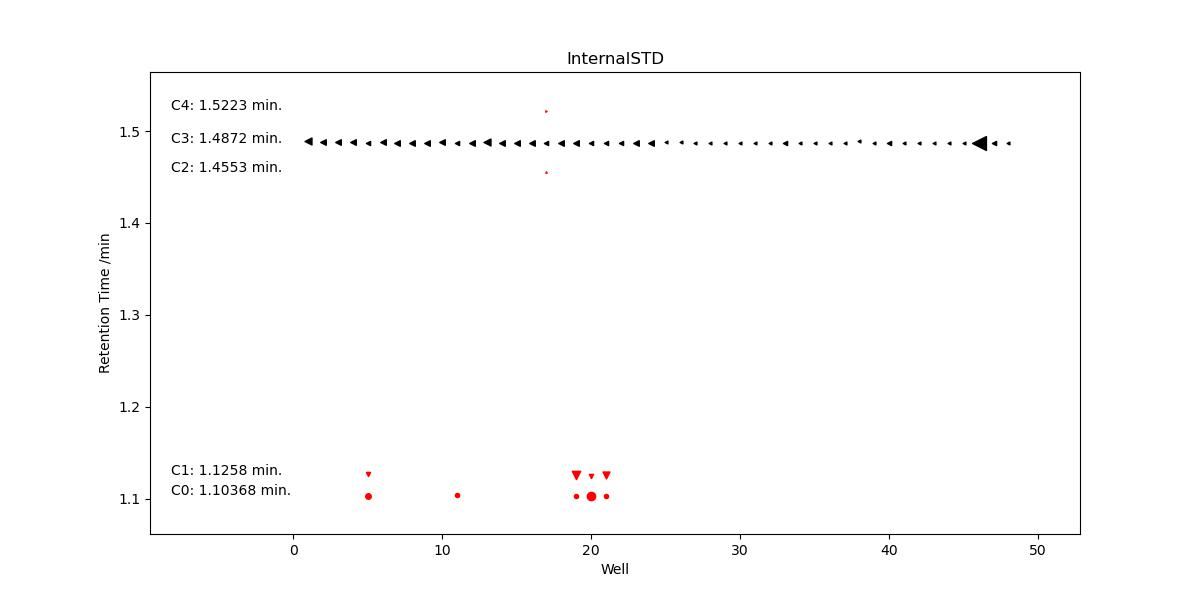 InternalSTD
C4: 1.5223 min.
1.5
C3: 1.4872 min.
C2: 1.4553 min.
1.4
1.3
1.2
C1: 1.1258 min.
C0: 1.10368 min.
1.1
Retention Time /min
0 10 20 30 40 50
Well